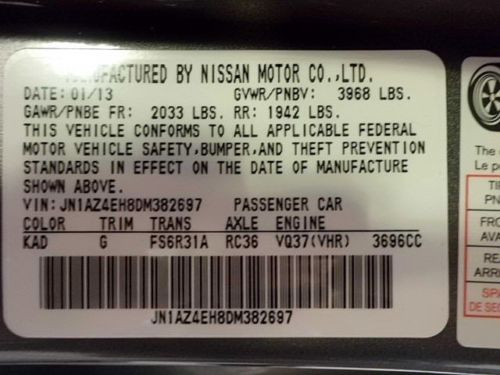 MANUFACTURED BY NISSAN MOTOR CO.,LTD.
DATE: 01/13 GVWR/PNBV: 3968 LBS.
GAWR/PNBE FR: 2033 LBS. RR: 1942 LBS.
THIS VEHICLE CONFORMS TO ALL APPLICABLE FEDERAL
MOTOR VEHICLE SAFETY,BUMPER,AND THEFT PREVENTION
STANDARDS IN EFFECT ON THE DATE OF MANUFACTURE
SHOWN ABOVE.
VIN: JN1AZ4EH8DM382697 PASSENGER CAR
COLOR TRIM TRANS AXLE ENGINE
KAD G FS6R31A RC36 VQ37(VHR) 3696CC
JN1AZ4EH8DM382697
The
Le